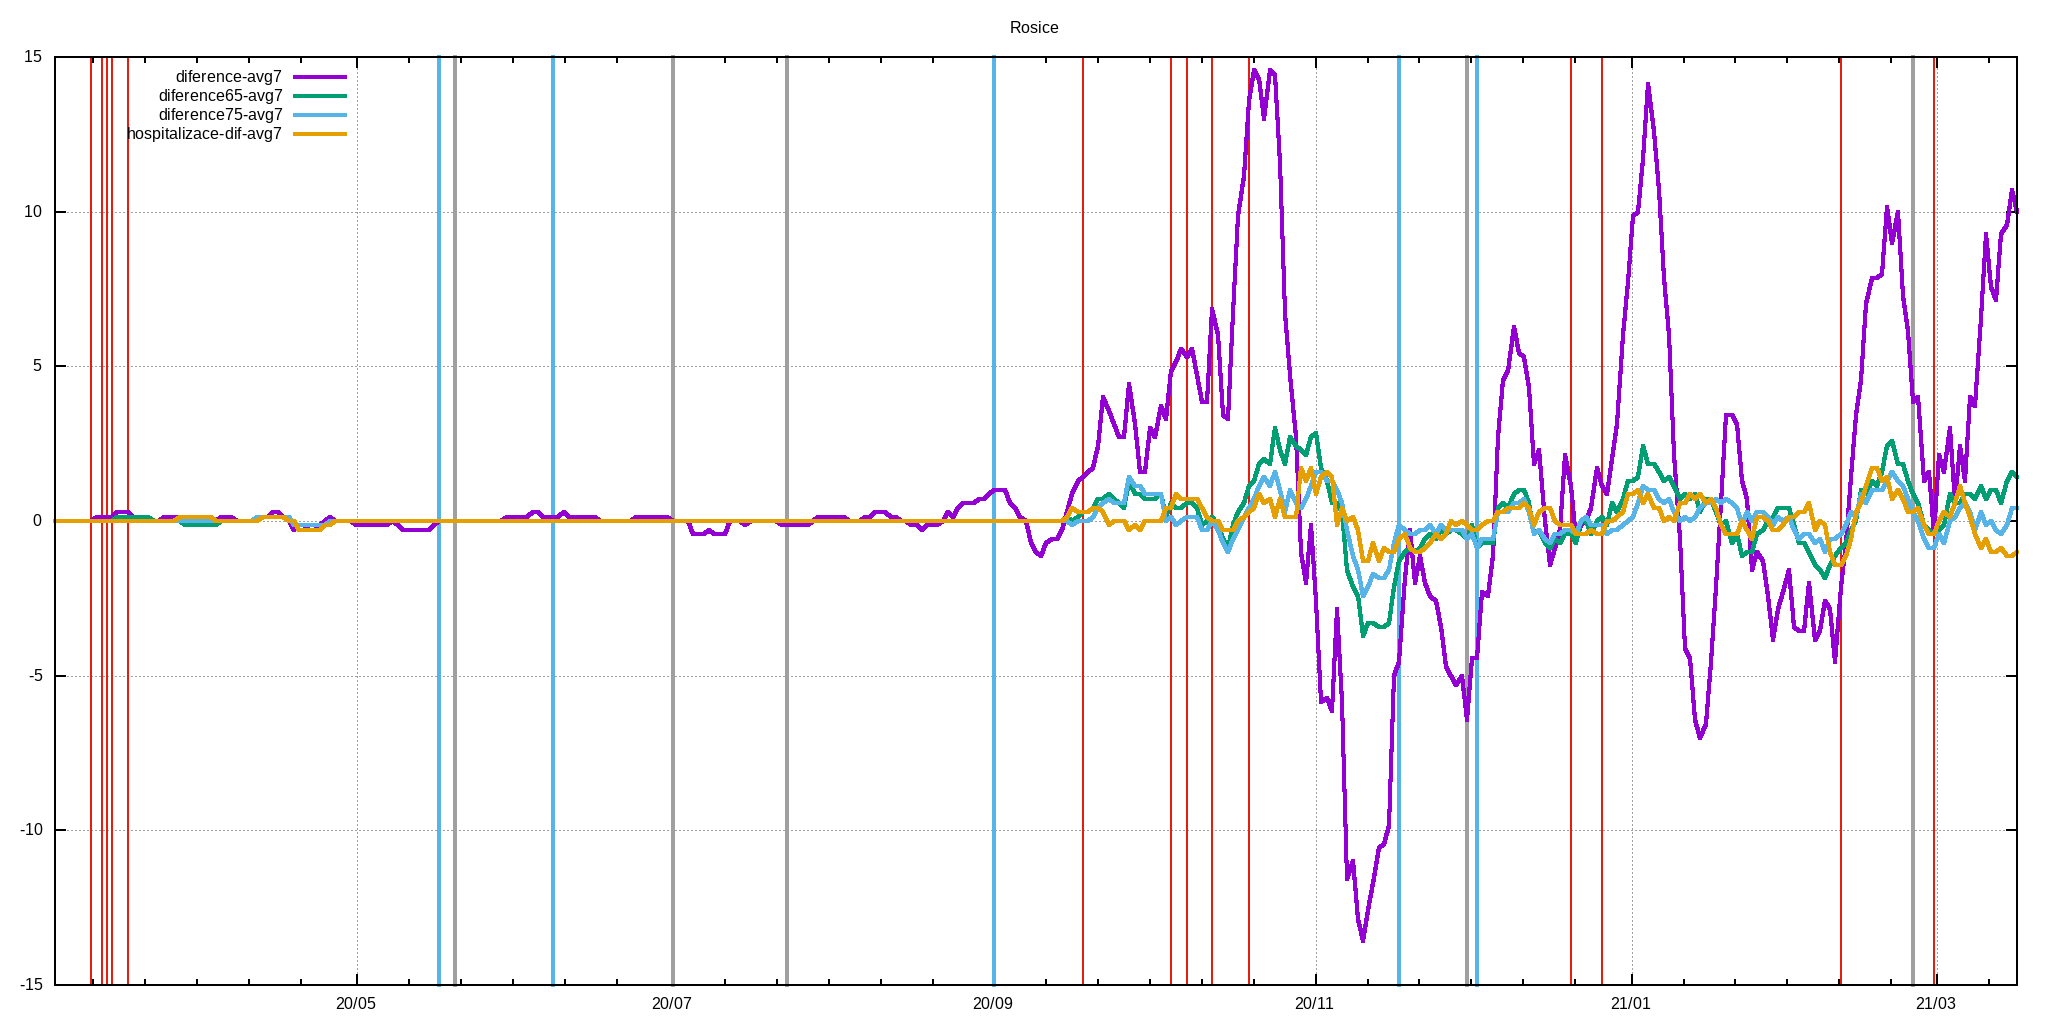 Rosice
15
10
5
0
-5
-10
-15
diference-avg7
diference65-avg7
diference75-avg7
hospitalizace-dif-avg7
20/05 20/07 20/09 20/11 21/01 21/03